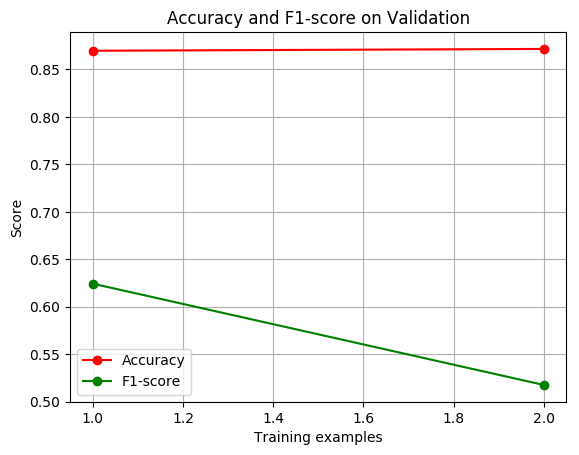 Accuracy and F1-score on Validation
Score
0.85
0.80
0.75
0.70
0.65
0.60
0.55
0.50
Accuracy
F1-score
1.0 1.2 1.4 1.6 1.8 2.0
Training examples